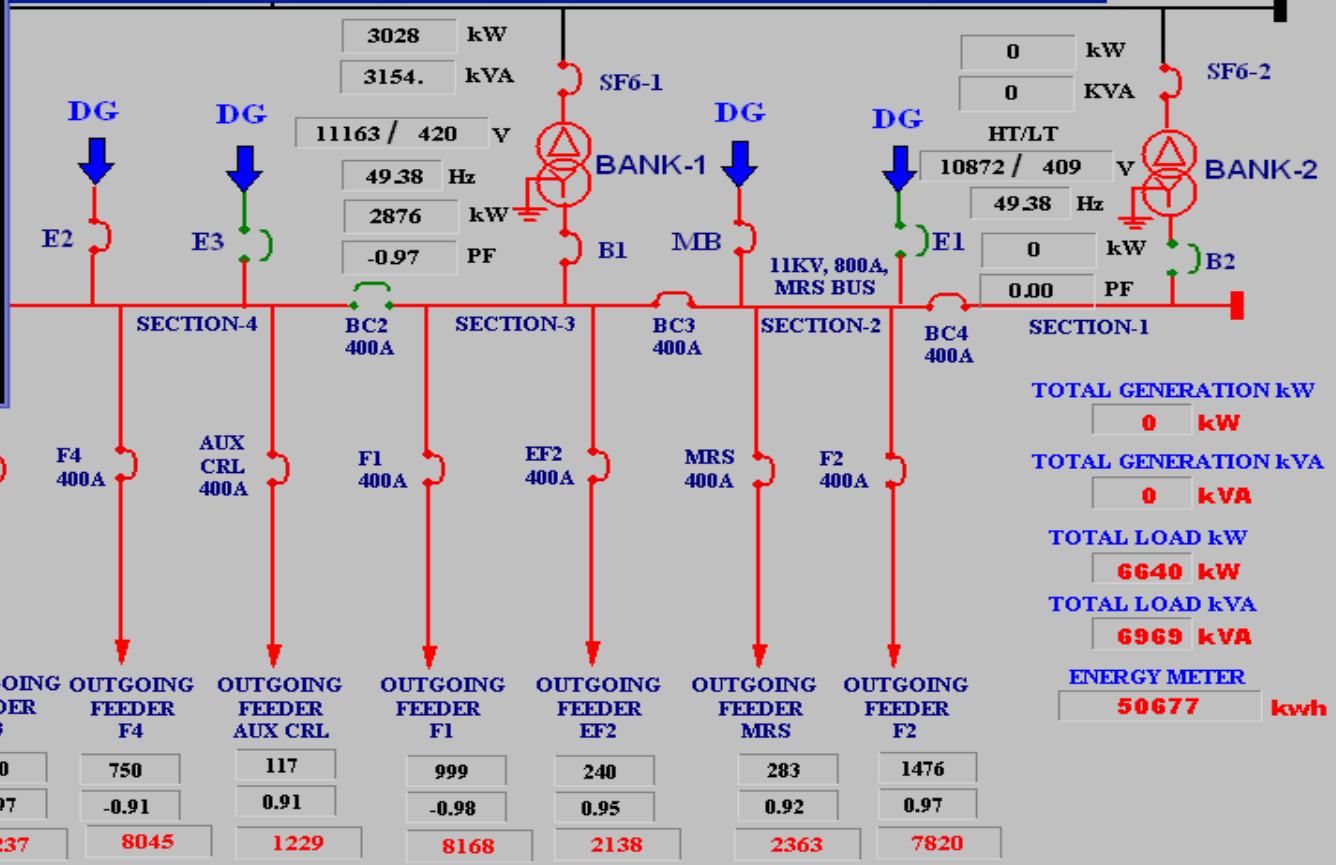 3028 kW
3154. kVA
SF6-1
0 kW
0 KVA
SF6-2
DG
DG
DG
DG
11163 / 420 V
BANK-1
HT/LT
10872 / 409 V
BANK-2
49.38 Hz
49.38 Hz
2876 kW
-0.97 PF
0 kW
0.00 PF
E2
E3
B1
MB
E1
B2
11KV, 800A,
MRS BUS
SECTION-4
BC2
400A
SECTION-3
BC3
400A
SECTION-2
BC4
400A
SECTION-1
TOTAL GENERATION kW
0 kW
TOTAL GENERATION kVA
0 kVA
TOTAL LOAD kW
6640 kW
TOTAL LOAD kVA
6969 kVA
ENERGY METER
50677 kwh
F4
400A
AUX
CRL
400A
F1
400A
EF2
400A
MRS
400A
F2
400A
OUTGOING
FEEDER
F4
750
-0.91
8045
OUTGOING
FEEDER
AUX CRL
117
0.91
1229
OUTGOING
FEEDER
F1
999
-0.98
8168
OUTGOING
FEEDER
EF2
240
0.95
2138
OUTGOING
FEEDER
MRS
283
0.92
2363
OUTGOING
FEEDER
F2
1476
0.97
7820